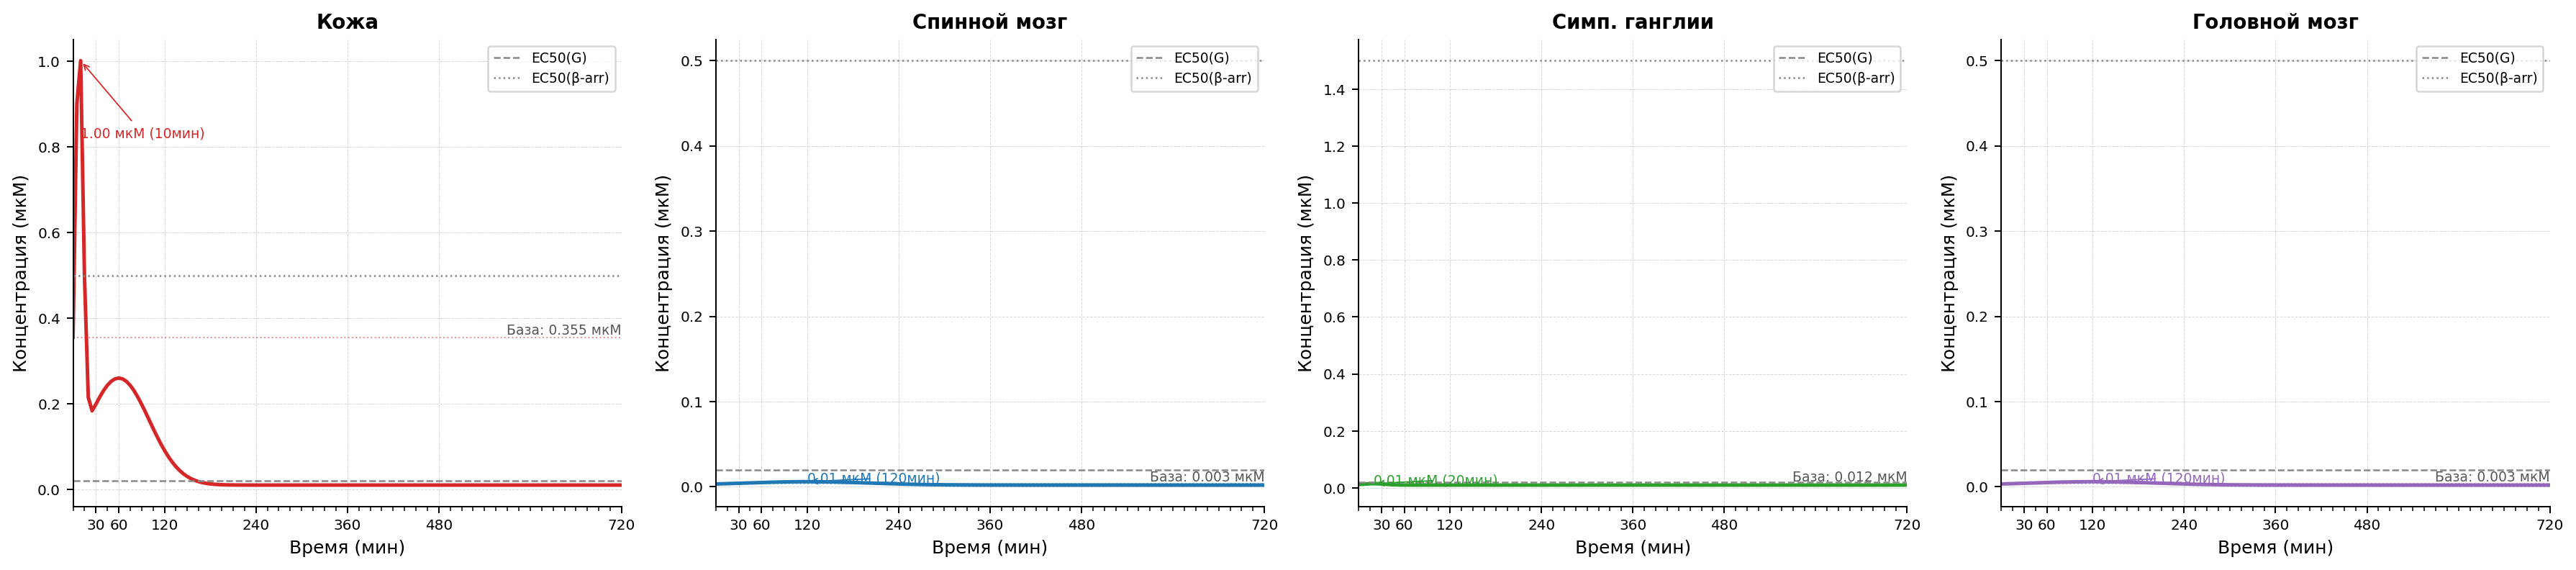 Кожа
Концентрация (мкМ)
1.0
0.8
0.6
0.4
0.2
0.0
EC50(G)
EC50(β-arr)
1.00 мкМ (10мин)
База: 0.355 мкМ
30 60 120 240 360 480 720
Время (мин)
Спинной мозг
Концентрация (мкМ)
0.5
0.4
0.3
0.2
0.1
0.0
EC50(G)
EC50(β-arr)
0.01 мкМ (120мин)
База: 0.003 мкМ
30 60 120 240 360 480 720
Время (мин)
Симп. ганглии
Концентрация (мкМ)
1.4
1.2
1.0
0.8
0.6
0.4
0.2
0.0
EC50(G)
EC50(β-arr)
0.01 мкМ (20мин)
База: 0.012 мкМ
30 60 120 240 360 480 720
Время (мин)
Головной мозг
Концентрация (мкМ)
0.5
0.4
0.3
0.2
0.1
0.0
EC50(G)
EC50(β-arr)
0.01 мкМ (120мин)
База: 0.003 мкМ
30 60 120 240 360 480 720
Время (мин)